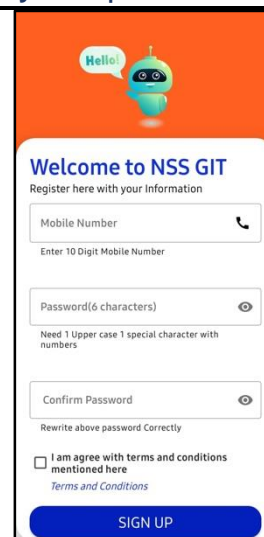 Hello!
Welcome to NSS GIT
Register here with your Information
Mobile Number
Enter 10 Digit Mobile Number
Password(6 characters)
Need 1 Upper case 1 special character with
numbers
Confirm Password
Rewrite above password Correctly
I am agree with terms and conditions
mentioned here
Terms and Conditions
SIGN UP